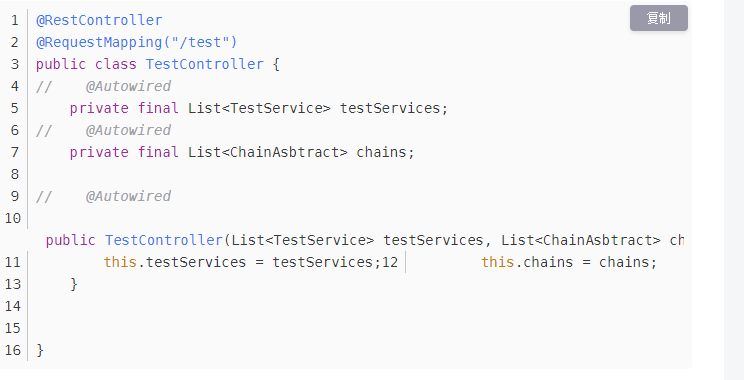 复制
1 @RestController
2 @RequestMapping("/test")
3 public class TestController {
4 //    @Autowired
5     private final List<TestService> testServices;
6 //    @Autowired
7     private final List<ChainAsbtract> chains;
8
9 //    @Autowired
10
public TestController(List<TestService> testServices, List<ChainAsbtract> ch
11         this.testServices = testServices;12         this.chains = chains;
13     }
14
15
16 }